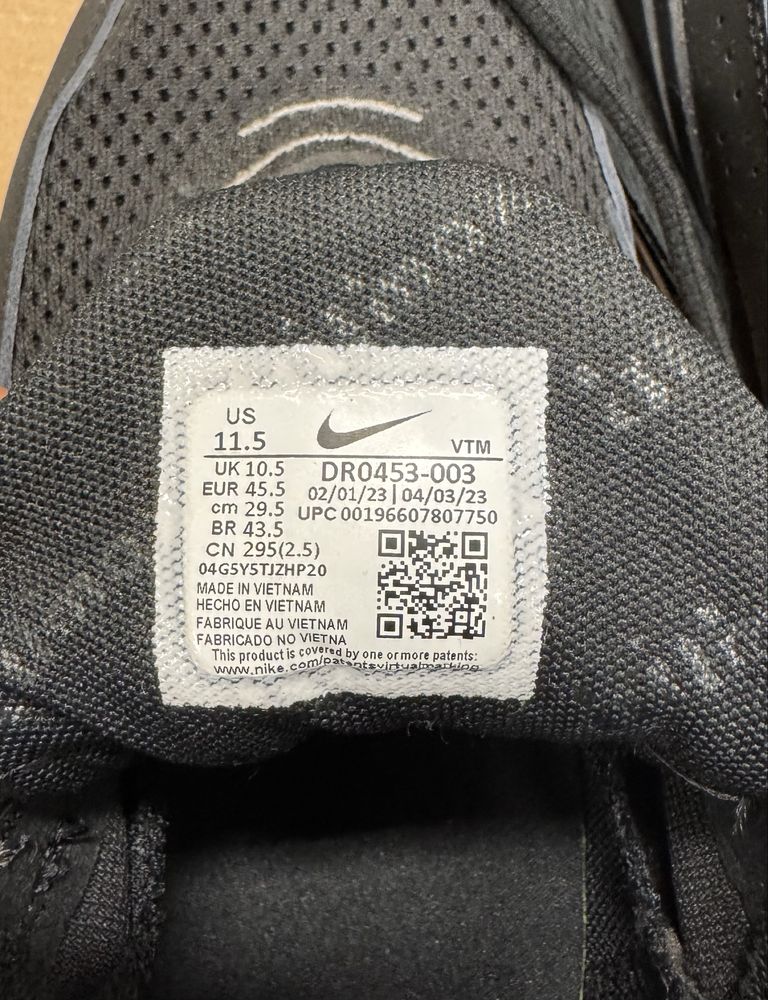 US
11.5
VTM
UK 10.5
DR0453-003
EUR 45.5
02/01/23 | 04/03/23
cm 29.5
UPC 00196607807750
BR 43.5
CN 295(2.5)
04G5Y5TJZHP20
MADE IN VIETNAM
HECHO EN VIETNAM
FABRIQUE AU VIETNAM
FABRICADO NO VIETNA
This product is covered by one or more patents:
www.nike.com/patentsvirtualmarking